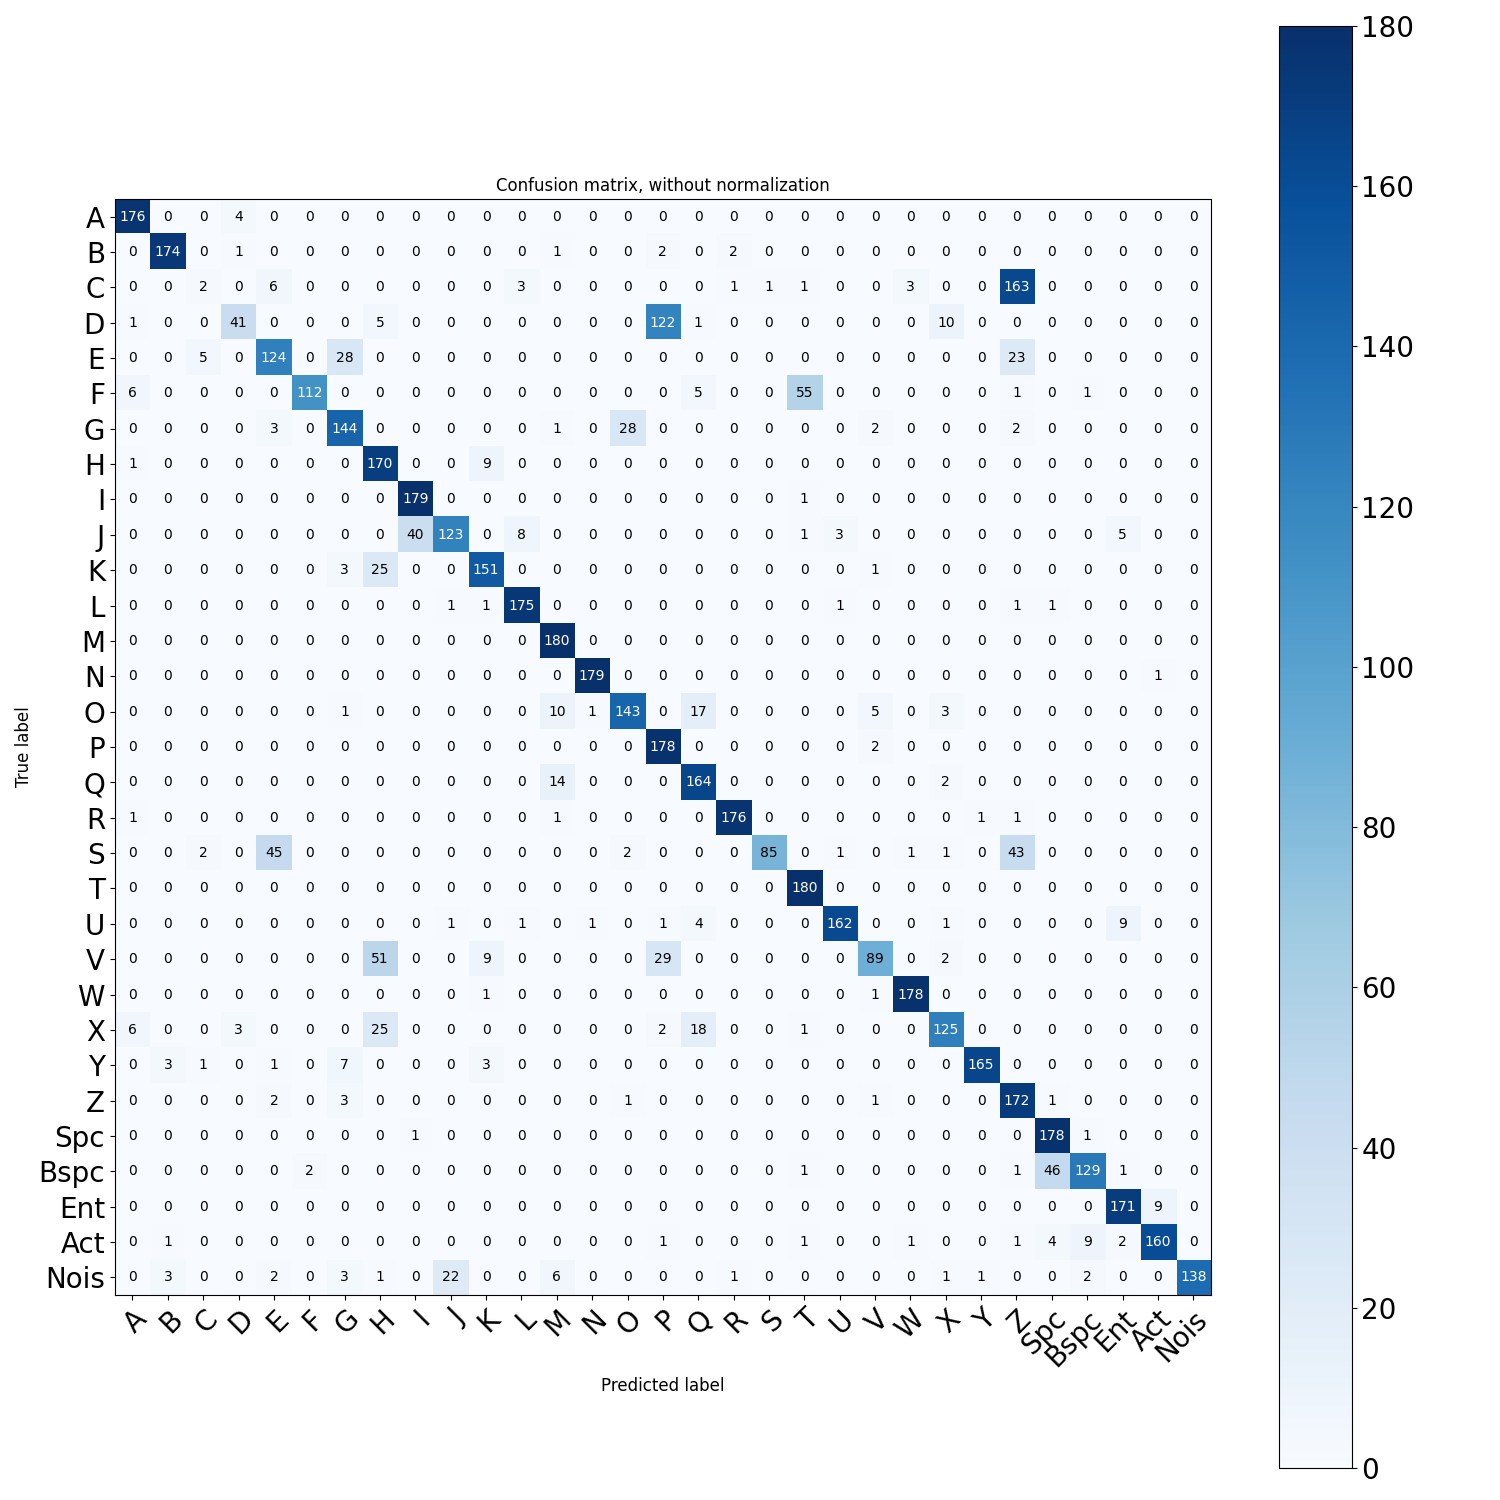 Confusion matrix, without normalization
A 176 0 0 4 0 0 0 0 0 0 0 0 0 0 0 0 0 0 0 0 0 0 0 0 0 0 0 0 0 0 0
B 0 174 0 1 0 0 0 0 0 0 0 0 1 0 0 2 0 2 0 0 0 0 0 0 0 0 0 0 0 0 0
C 0 0 2 0 6 0 0 0 0 0 0 3 0 0 0 0 0 1 1 1 0 0 3 0 0 163 0 0 0 0 0
D 1 0 0 41 0 0 0 5 0 0 0 0 0 0 0 122 1 0 0 0 0 0 0 10 0 0 0 0 0 0 0
E 0 0 5 0 124 0 28 0 0 0 0 0 0 0 0 0 0 0 0 0 0 0 0 0 0 23 0 0 0 0 0
F 6 0 0 0 0 112 0 0 0 0 0 0 0 0 0 0 5 0 0 55 0 0 0 0 0 1 0 1 0 0 0
G 0 0 0 0 3 0 144 0 0 0 0 0 1 0 28 0 0 0 0 0 0 2 0 0 0 2 0 0 0 0 0
H 1 0 0 0 0 0 0 170 0 0 9 0 0 0 0 0 0 0 0 0 0 0 0 0 0 0 0 0 0 0 0
I 0 0 0 0 0 0 0 0 179 0 0 0 0 0 0 0 0 0 0 1 0 0 0 0 0 0 0 0 0 0 0
J 0 0 0 0 0 0 0 0 40 123 0 8 0 0 0 0 0 0 0 1 3 0 0 0 0 0 0 0 5 0 0
K 0 0 0 0 0 0 3 25 0 0 151 0 0 0 0 0 0 0 0 0 0 1 0 0 0 0 0 0 0 0 0
L 0 0 0 0 0 0 0 0 0 1 1 175 0 0 0 0 0 0 0 0 1 0 0 0 0 1 1 0 0 0 0
M 0 0 0 0 0 0 0 0 0 0 0 0 180 0 0 0 0 0 0 0 0 0 0 0 0 0 0 0 0 0 0
N 0 0 0 0 0 0 0 0 0 0 0 0 0 179 0 0 0 0 0 0 0 0 0 0 0 0 0 0 0 1 0
O 0 0 0 0 0 0 1 0 0 0 0 0 10 1 143 0 17 0 0 0 0 5 0 3 0 0 0 0 0 0 0
P 0 0 0 0 0 0 0 0 0 0 0 0 0 0 0 178 0 0 0 0 0 2 0 0 0 0 0 0 0 0 0
Q 0 0 0 0 0 0 0 0 0 0 0 0 14 0 0 0 164 0 0 0 0 0 0 2 0 0 0 0 0 0 0
R 1 0 0 0 0 0 0 0 0 0 0 0 1 0 0 0 0 176 0 0 0 0 0 0 1 1 0 0 0 0 0
S 0 0 2 0 45 0 0 0 0 0 0 0 0 0 2 0 0 0 85 0 1 0 1 1 0 43 0 0 0 0 0
T 0 0 0 0 0 0 0 0 0 0 0 0 0 0 0 0 0 0 0 180 0 0 0 0 0 0 0 0 0 0 0
U 0 0 0 0 0 0 0 0 0 1 0 1 0 1 0 1 4 0 0 0 162 0 0 1 0 0 0 0 9 0 0
V 0 0 0 0 0 0 0 51 0 0 9 0 0 0 0 29 0 0 0 0 0 89 0 2 0 0 0 0 0 0 0
W 0 0 0 0 0 0 0 0 0 0 1 0 0 0 0 0 0 0 0 0 0 1 178 0 0 0 0 0 0 0 0
X 6 0 0 3 0 0 0 25 0 0 0 0 0 0 0 2 18 0 0 1 0 0 0 125 0 0 0 0 0 0 0
Y 0 3 1 0 1 0 7 0 0 0 3 0 0 0 0 0 0 0 0 0 0 0 0 0 165 0 0 0 0 0 0
Z 0 0 0 0 2 0 3 0 0 0 0 0 0 0 1 0 0 0 0 0 0 1 0 0 0 172 1 0 0 0 0
Spc 0 0 0 0 0 0 0 0 1 0 0 0 0 0 0 0 0 0 0 0 0 0 0 0 0 0 178 1 0 0 0
Bspc 0 0 0 0 0 2 0 0 0 0 0 0 0 0 0 0 0 0 0 1 0 0 0 0 0 1 46 129 1 0 0
Ent 0 0 0 0 0 0 0 0 0 0 0 0 0 0 0 0 0 0 0 0 0 0 0 0 0 0 0 0 171 9 0
Act 0 1 0 0 0 0 0 0 0 0 0 0 0 0 0 1 0 0 0 1 0 0 1 0 0 1 4 9 2 160 0
Nois 0 3 0 0 2 0 3 1 0 22 0 0 6 0 0 0 0 1 0 0 0 0 0 1 1 0 0 2 0 0 138
A B C D E F G H I J K L M N O P Q R S T U V W X Y Z Spc Bspc Ent Act Nois
Predicted label
True label
180
160
140
120
100
80
60
40
20
0